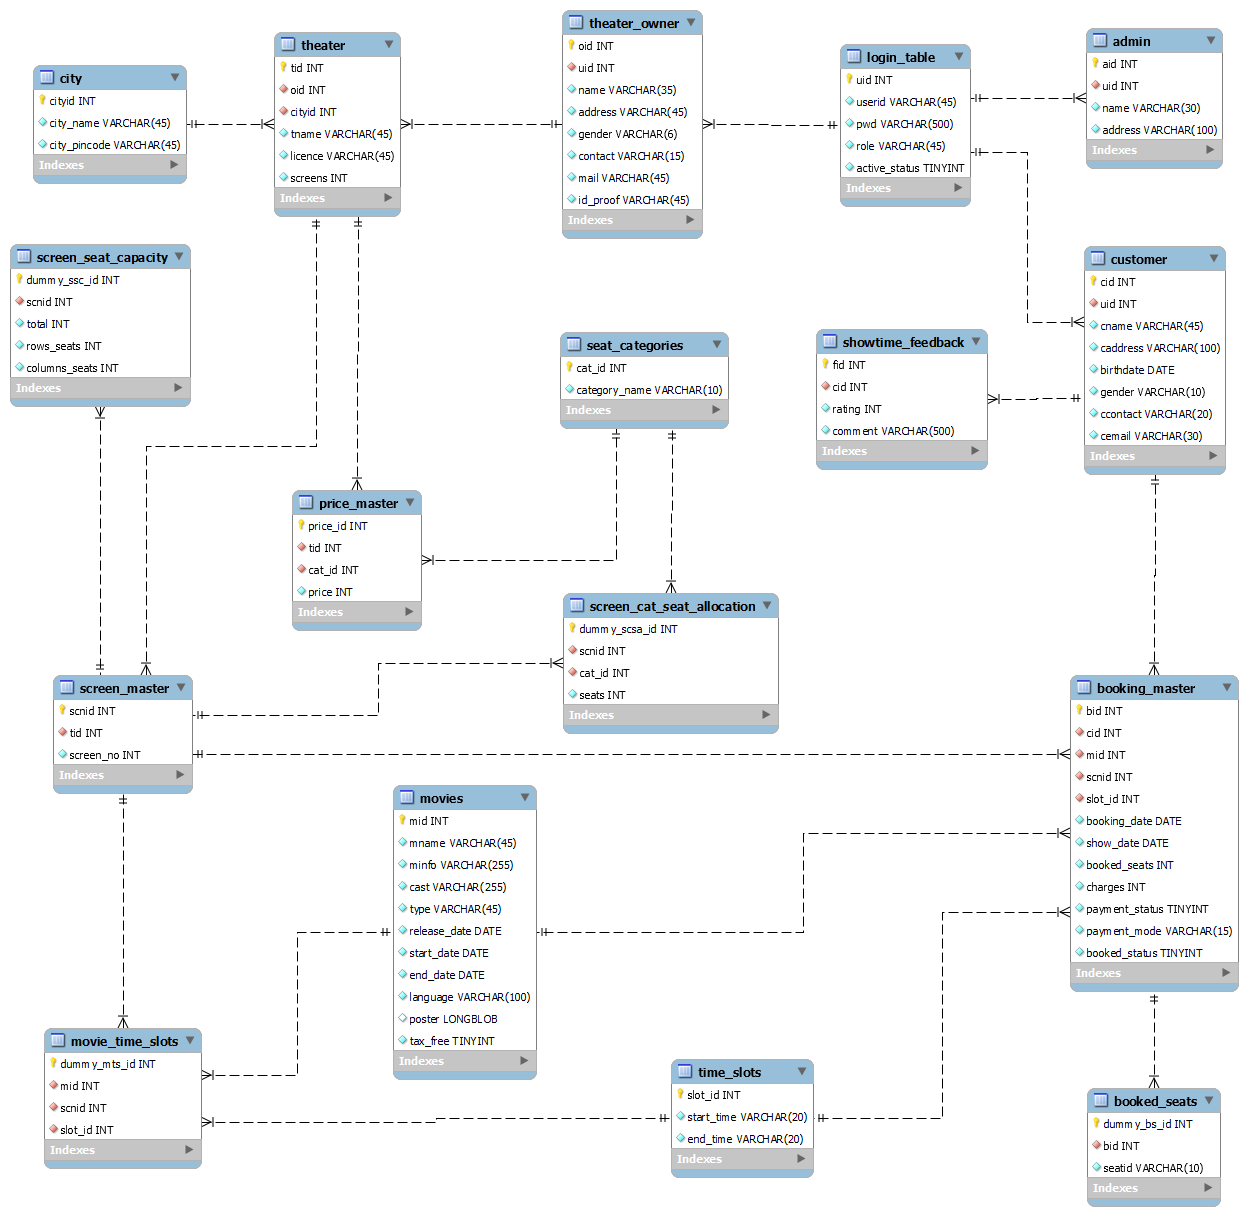 city
cityid INT
city_name VARCHAR(45)
city_pincode VARCHAR(45)
Indexes
theater
tid INT
oid INT
cityid INT
tname VARCHAR(45)
licence VARCHAR(45)
screens INT
Indexes
theater_owner
oid INT
uid INT
name VARCHAR(35)
address VARCHAR(45)
gender VARCHAR(6)
contact VARCHAR(15)
mail VARCHAR(45)
id_proof VARCHAR(45)
Indexes
login_table
uid INT
userid VARCHAR(45)
pwd VARCHAR(500)
role VARCHAR(45)
active_status TINYINT
Indexes
admin
aid INT
uid INT
name VARCHAR(30)
address VARCHAR(100)
Indexes
screen_seat_capacity
dummy_ssc_id INT
scnid INT
total INT
rows_seats INT
columns_seats INT
Indexes
seat_categories
cat_id INT
category_name VARCHAR(10)
Indexes
showtime_feedback
fid INT
cid INT
rating INT
comment VARCHAR(500)
Indexes
customer
cid INT
uid INT
cname VARCHAR(45)
caddress VARCHAR(100)
birthdate DATE
gender VARCHAR(10)
ccontact VARCHAR(20)
cemail VARCHAR(30)
Indexes
price_master
price_id INT
tid INT
cat_id INT
price INT
Indexes
screen_cat_seat_allocation
dummy_scsa_id INT
scnid INT
cat_id INT
seats INT
Indexes
screen_master
scnid INT
tid INT
screen_no INT
Indexes
movies
mid INT
mname VARCHAR(45)
minfo VARCHAR(255)
cast VARCHAR(255)
type VARCHAR(45)
release_date DATE
start_date DATE
end_date DATE
language VARCHAR(100)
poster LONGBLOB
tax_free TINYINT
Indexes
booking_master
bid INT
cid INT
mid INT
scnid INT
slot_id INT
booking_date DATE
show_date DATE
booked_seats INT
charges INT
payment_status TINYINT
payment_mode VARCHAR(15)
booked_status TINYINT
Indexes
movie_time_slots
dummy_mts_id INT
mid INT
scnid INT
slot_id INT
Indexes
time_slots
slot_id INT
start_time VARCHAR(20)
end_time VARCHAR(20)
Indexes
booked_seats
dummy_bs_id INT
bid INT
seatid VARCHAR(10)
Indexes